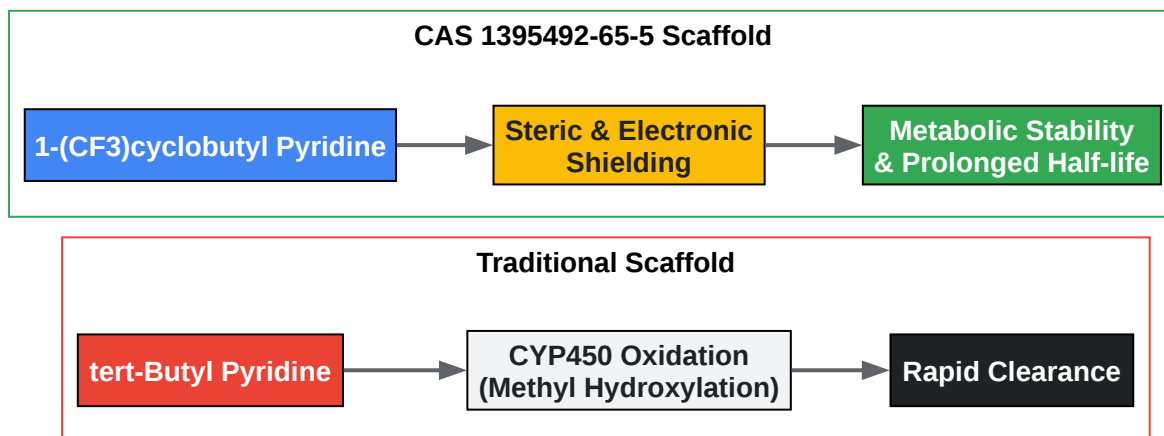 CAS 1395492-65-5 Scaffold
1-(CF3)cyclobutyl Pyridine
Steric & Electronic
Shielding
Metabolic Stability
& Prolonged Half-life
Traditional Scaffold
tert-Butyl Pyridine
CYP450 Oxidation
(Methyl Hydroxylation)
Rapid Clearance